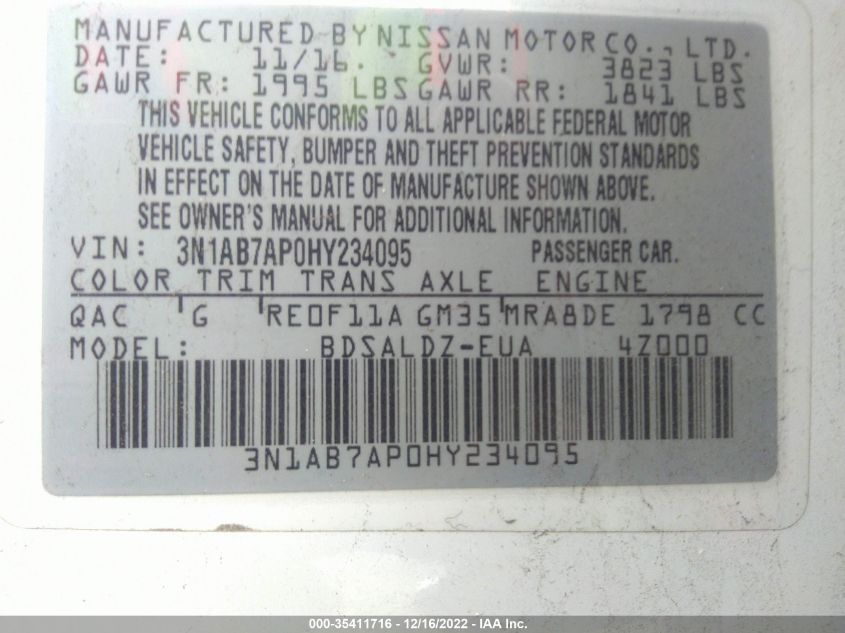 MANUFACTURED BY NISSAN MOTOR CO., LTD.
DATE: 11/16. GVWR: 3823 LBS
GAWR FR: 1995 LBS GAWR RR: 1841 LBS
THIS VEHICLE CONFORMS TO ALL APPLICABLE FEDERAL MOTOR
VEHICLE SAFETY, BUMPER AND THEFT PREVENTION STANDARDS
IN EFFECT ON THE DATE OF MANUFACTURE SHOWN ABOVE.
SEE OWNER'S MANUAL FOR ADDITIONAL INFORMATION.
VIN: 3N1AB7AP0HY234095 PASSENGER CAR.
COLOR TRIM TRANS AXLE ENGINE
QAC G RE0F11A GM35 MRA8DE 1798 CC
MODEL: BDSALDZ-EUA 4Z000
3N1AB7AP0HY234095
000-35411716 - 12/16/2022 - IAA Inc.